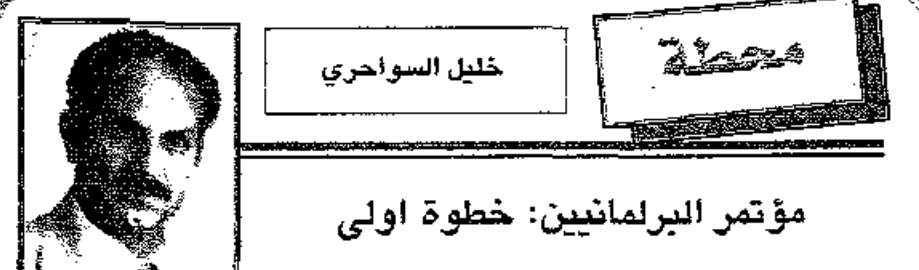 محطة
خليل السواحري
مؤتمر البرلمانيين: خطوة اولى